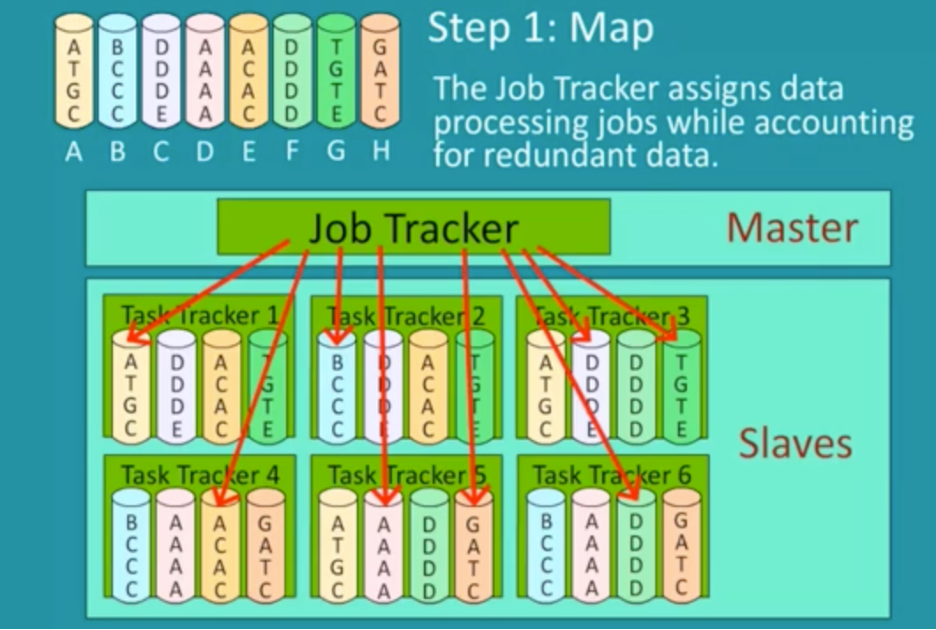 Step 1: Map
The Job Tracker assigns data
processing jobs while accounting
for redundant data.
ATGC BCCC DDDE AAAA ACAC DDDD TGTE GATC
A B C D E F G H
Job Tracker
Master
Task Tracker 1
ATGC DDDE ACAC TGTE
Task Tracker 2
BCCC DDDE ACAC TGTE
Task Tracker 3
ATGC DDDE DDDD TGTE
Slaves
Task Tracker 4
BCCC AAAA ACAC GATC
Task Tracker 5
ATGC AAAA DDDD GATC
Task Tracker 6
BCCC AAAA DDDD GATC